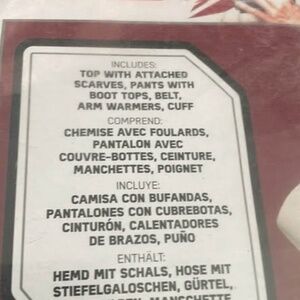 INCLUDES:
TOP WITH ATTACHED
SCARVES, PANTS WITH
BOOT TOPS, BELT,
ARM WARMERS, CUFF
COMPREND:
CHEMISE AVEC FOULARDS,
PANTALON AVEC
COUVRE-BOTTES, CEINTURE,
MANCHETTES, POIGNET
INCLUYE:
CAMISA CON BUFANDAS,
PANTALONES CON CUBREBOTAS,
CINTURÓN, CALENTADORES
DE BRAZOS, PUÑO
ENTHÄLT:
HEMD MIT SCHALS, HOSE MIT
STIEFELGALOSCHEN, GÜRTEL,
MANSCHETTE